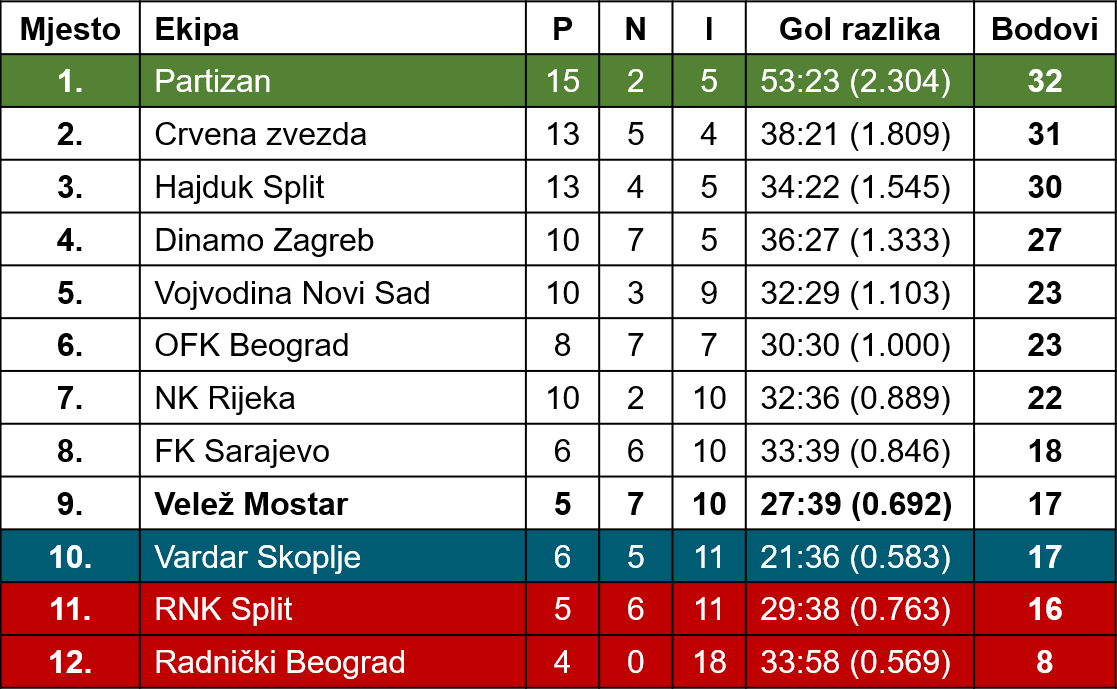 Mjesto Ekipa P N I Gol razlika Bodovi
1. Partizan 15 2 5 53:23 (2.304) 32
2. Crvena zvezda 13 5 4 38:21 (1.809) 31
3. Hajduk Split 13 4 5 34:22 (1.545) 30
4. Dinamo Zagreb 10 7 5 36:27 (1.333) 27
5. Vojvodina Novi Sad 10 3 9 32:29 (1.103) 23
6. OFK Beograd 8 7 7 30:30 (1.000) 23
7. NK Rijeka 10 2 10 32:36 (0.889) 22
8. FK Sarajevo 6 6 10 33:39 (0.846) 18
9. Velež Mostar 5 7 10 27:39 (0.692) 17
10. Vardar Skoplje 6 5 11 21:36 (0.583) 17
11. RNK Split 5 6 11 29:38 (0.763) 16
12. Radnički Beograd 4 0 18 33:58 (0.569) 8